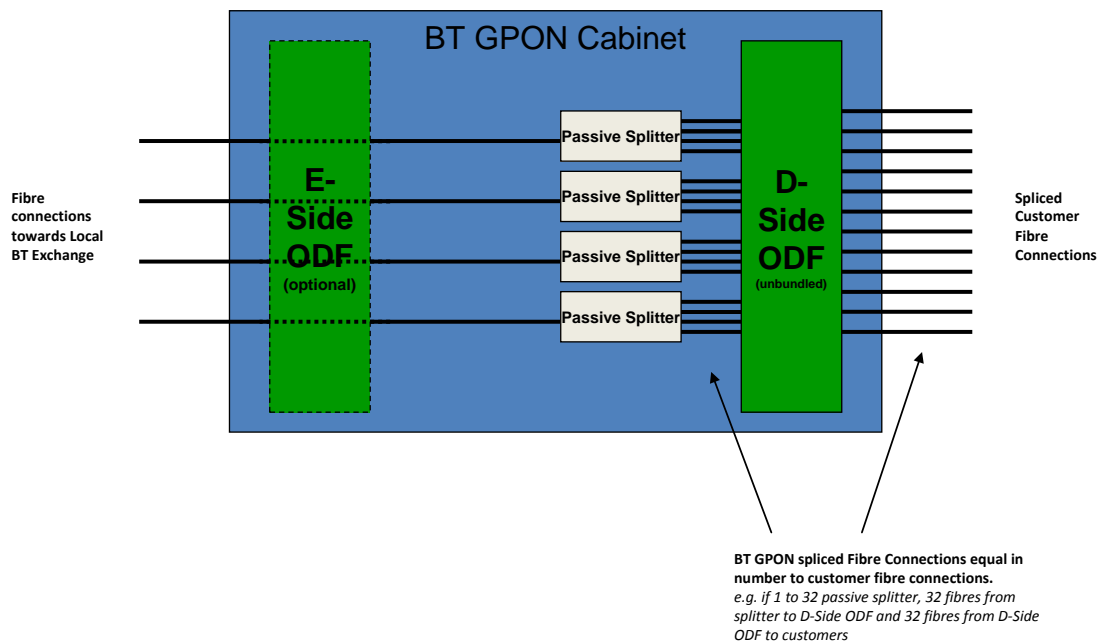 BT GPON Cabinet
Fibre
connections
towards Local
BT Exchange
E-
Side
ODF
(optional)
Passive Splitter
Passive Splitter
Passive Splitter
Passive Splitter
D-
Side
ODF
(unbundled)
Spliced
Customer
Fibre
Connections
BT GPON spliced Fibre Connections equal in
number to customer fibre connections.
e.g. if 1 to 32 passive splitter, 32 fibres from
splitter to D-Side ODF and 32 fibres from D-Side
ODF to customers